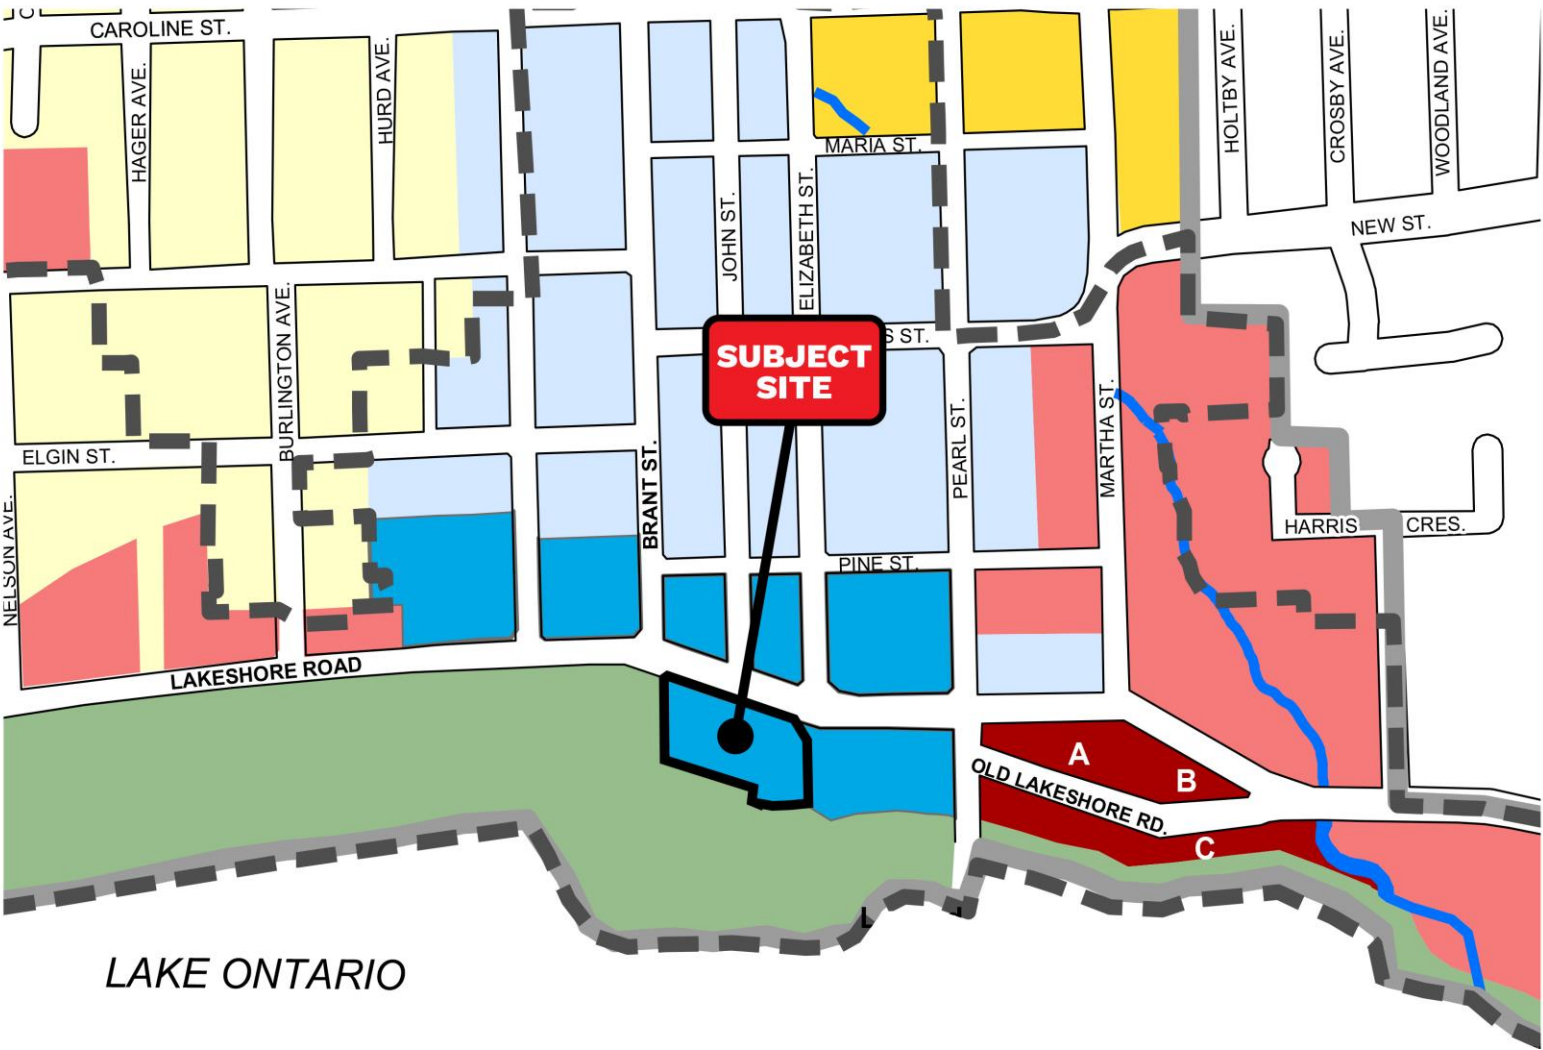 CAROLINE ST.
HAGER AVE.
HURD AVE.
HOLTBY AVE.
CROSBY AVE.
WOODLAND AVE.
MARIA ST.
JOHN ST.
ELIZABETH ST.
NEW ST.
BURLINGTON AVE.
S ST.
SUBJECT
SITE
ELGIN ST.
BRANT ST.
PEARL ST.
MARTHA ST.
NELSON AVE.
HARRIS
CRES.
PINE ST.
LAKESHORE ROAD
A
B
OLD LAKESHORE RD.
C
LAKE ONTARIO